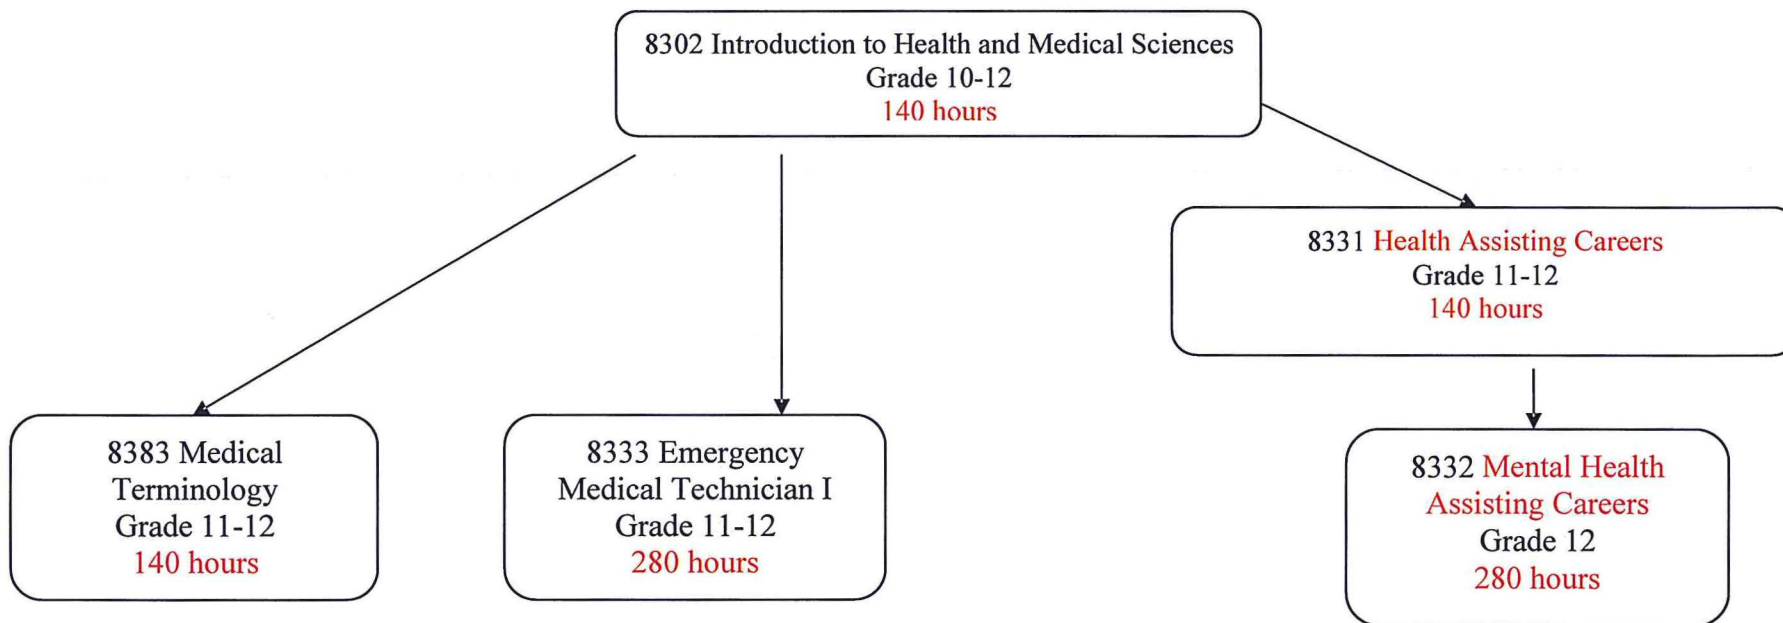 8302 Introduction to Health and Medical Sciences
Grade 10-12
140 hours
8331 Health Assisting Careers
Grade 11-12
140 hours
8383 Medical
Terminology
Grade 11-12
140 hours
8333 Emergency
Medical Technician I
Grade 11-12
280 hours
8332 Mental Health
Assisting Careers
Grade 12
280 hours